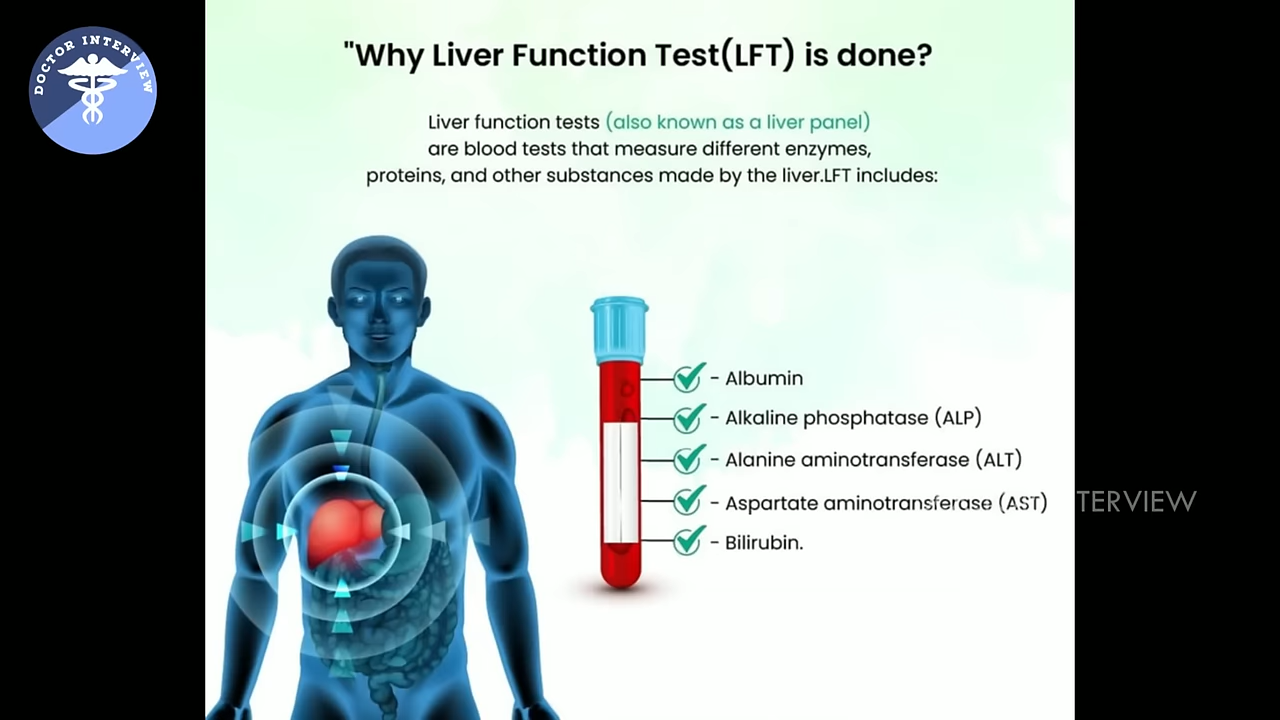 DOCTOR INTERVIEW
"Why Liver Function Test(LFT) is done?
Liver function tests (also known as a liver panel)
are blood tests that measure different enzymes,
proteins, and other substances made by the liver.LFT includes:
- Albumin
- Alkaline phosphatase (ALP)
- Alanine aminotransferase (ALT)
- Aspartate aminotransferase (AST)
TERVIEW
- Bilirubin.